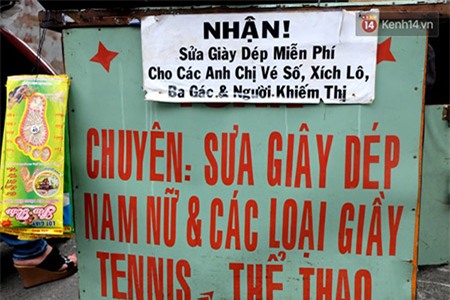 14 Kenh14.vn
NHẬN!
Sửa Giày Dép Miễn Phí
Cho Các Anh Chị Vé Số, Xích Lô,
Ba Gác & Người Khiếm Thị
CHUYÊN: SỬA GIÀY DÉP
NAM NỮ & CÁC LOẠI GIẦY
TENNIS THỂ THAO